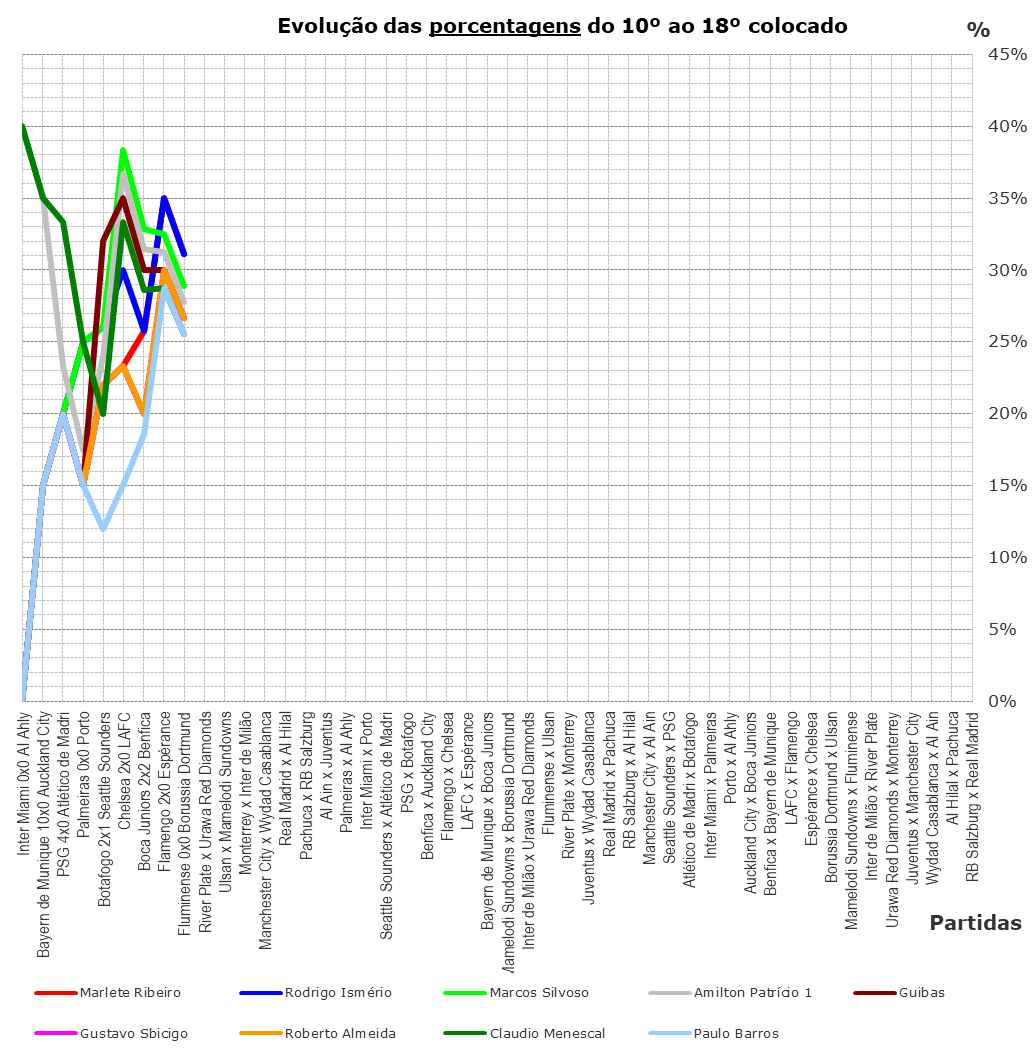 Evolução das porcentagens do 10º ao 18º colocado
%
45%
40%
35%
30%
25%
20%
15%
10%
5%
0%
Inter Miami 0x0 Al Ahly
Bayern de Munique 10x0 Auckland City
PSG 4x0 Atlético de Madri
Palmeiras 0x0 Porto
Botafogo 2x1 Seattle Sounders
Chelsea 2x0 LAFC
Boca Juniors 2x2 Benfica
Flamengo 2x0 Espérance
Fluminense 0x0 Borussia Dortmund
River Plate x Urawa Red Diamonds
Ulsan x Mamelodi Sundowns
Monterrey x Inter de Milão
Manchester City x Wydad Casablanca
Real Madrid x Al Hilal
Pachuca x RB Salzburg
Al Ain x Juventus
Palmeiras x Al Ahly
Inter Miami x Porto
Seattle Sounders x Atlético de Madri
PSG x Botafogo
Benfica x Auckland City
Flamengo x Chelsea
LAFC x Espérance
Bayern de Munique x Boca Juniors
Mamelodi Sundowns x Borussia Dortmund
Inter de Milão x Urawa Red Diamonds
Fluminense x Ulsan
River Plate x Monterrey
Juventus x Wydad Casablanca
Real Madrid x Pachuca
RB Salzburg x Al Hilal
Manchester City x Al Ain
Seattle Sounders x PSG
Atlético de Madri x Botafogo
Inter Miami x Palmeiras
Porto x Al Ahly
Auckland City x Boca Juniors
Benfica x Bayern de Munique
LAFC x Flamengo
Espérance x Chelsea
Borussia Dortmund x Ulsan
Mamelodi Sundowns x Fluminense
Inter de Milão x River Plate
Urawa Red Diamonds x Monterrey
Juventus x Manchester City
Wydad Casablanca x Al Ain
Al Hilal x Pachuca
RB Salzburg x Real Madrid
Partidas
Marlete Ribeiro
Rodrigo Ismério
Marcos Silvoso
Amilton Patrício 1
Guibas
Gustavo Sbicigo
Roberto Almeida
Claudio Menescal
Paulo Barros